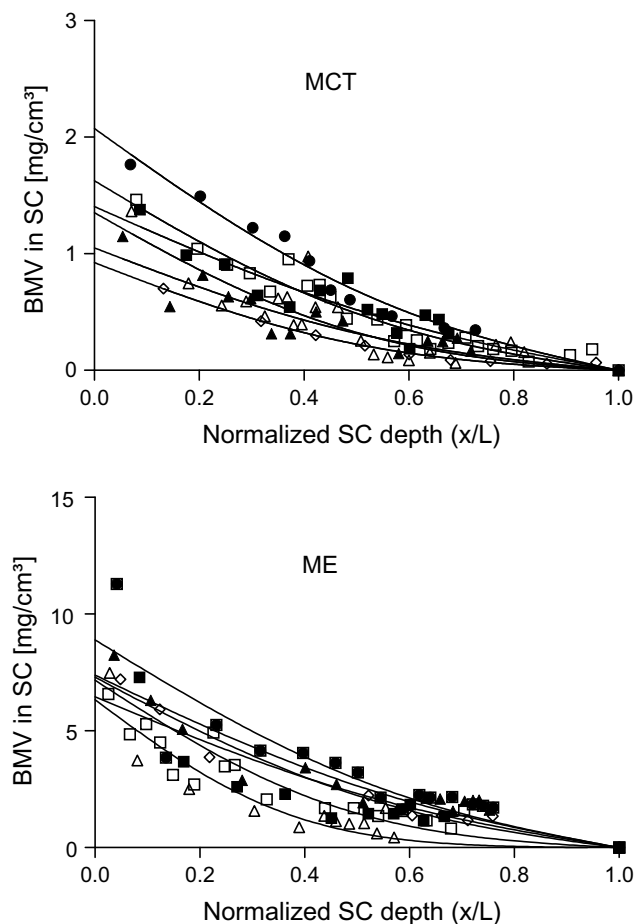 3
MCT
2
1
0
BMV in SC [mg/cm³]
0.0 0.2 0.4 0.6 0.8 1.0
Normalized SC depth (x/L)
15
ME
10
5
0
BMV in SC [mg/cm³]
0.0 0.2 0.4 0.6 0.8 1.0
Normalized SC depth (x/L)